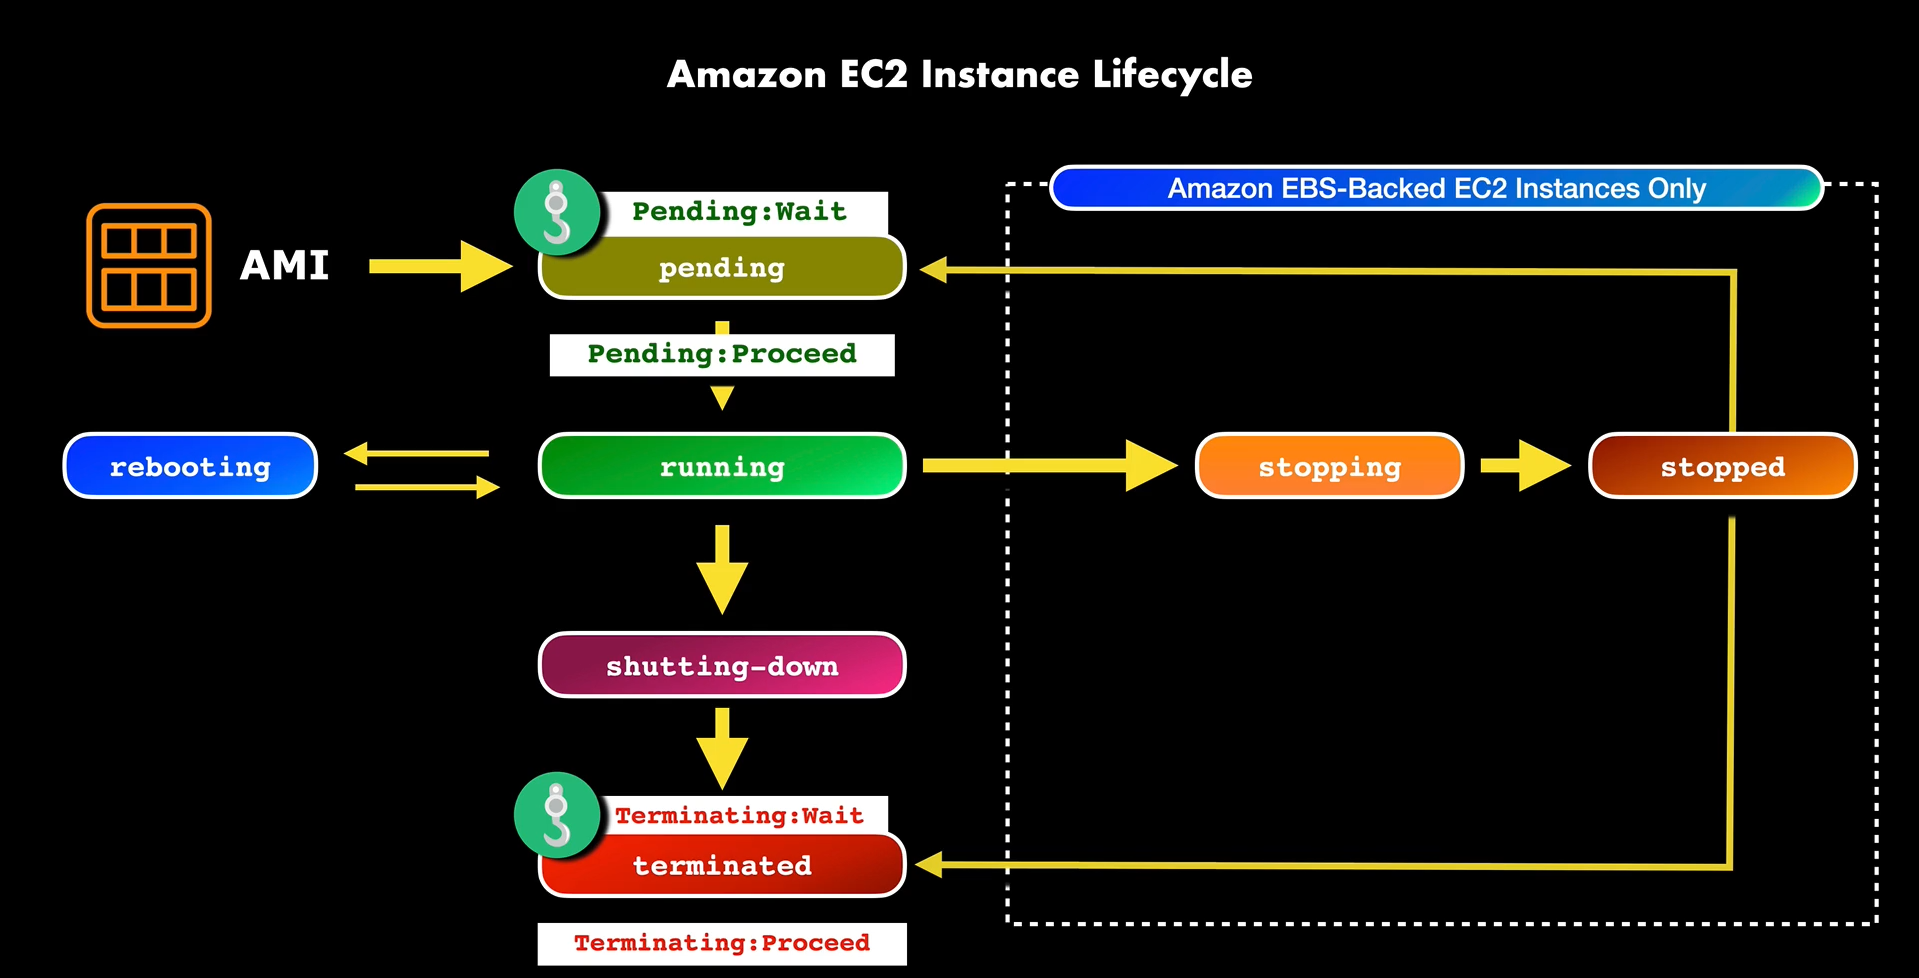 Amazon EC2 Instance Lifecycle
Amazon EBS-Backed EC2 Instances Only
Pending:Wait
AMI
pending
Pending:Proceed
rebooting
running
stopping
stopped
shutting-down
Terminating:Wait
terminated
Terminating:Proceed